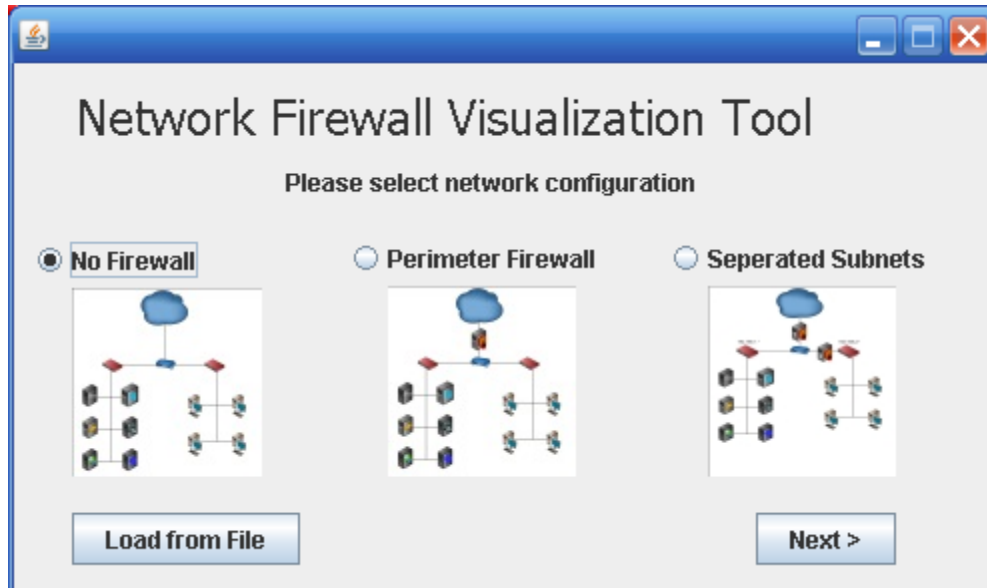 Network Firewall Visualization Tool
Please select network configuration
No Firewall
Perimeter Firewall
Seperated Subnets
Load from File
Next >